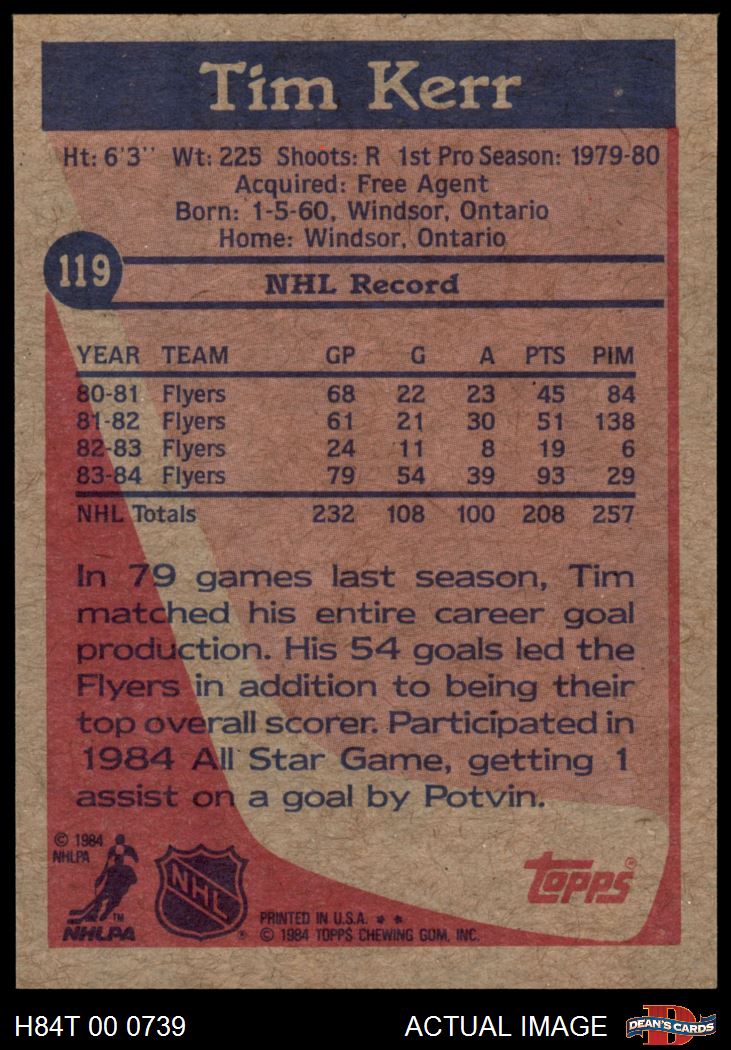 Tim Kerr
Ht: 6'3'' Wt: 225 Shoots: R 1st Pro Season: 1979-80
Acquired: Free Agent
Born: 1-5-60, Windsor, Ontario
Home: Windsor, Ontario
119
NHL Record
YEAR TEAM GP G A PTS PIM
80-81 Flyers 68 22 23 45 84
81-82 Flyers 61 21 30 51 138
82-83 Flyers 24 11 8 19 6
83-84 Flyers 79 54 39 93 29
NHL Totals 232 108 100 208 257
In 79 games last season, Tim
matched his entire career goal
production. His 54 goals led the
Flyers in addition to being their
top overall scorer. Participated in
1984 All Star Game, getting 1
assist on a goal by Potvin.
© 1984
NHLPA
TM
NHLPA
NHL
®
topps®
PRINTED IN U.S.A. * *
© 1984 TOPPS CHEWING GUM, INC.
H84T 00 0739 ACTUAL IMAGE
D
DEAN'S CARDS